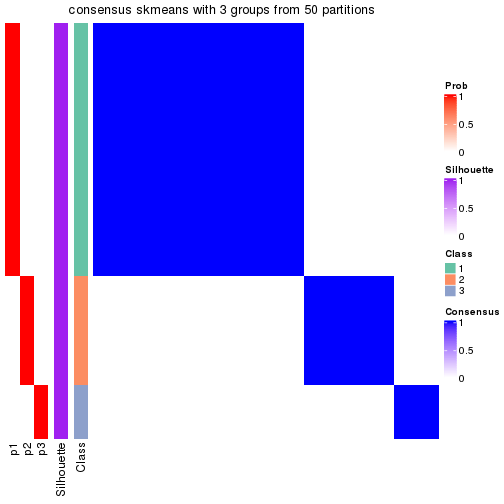 consensus skmeans with 3 groups from 50 partitions
Prob
1
0.5
0
Silhouette
1
0.5
0
Class
1
2
3
Consensus
1
0.5
0
p1
p2
p3
Silhouette
Class